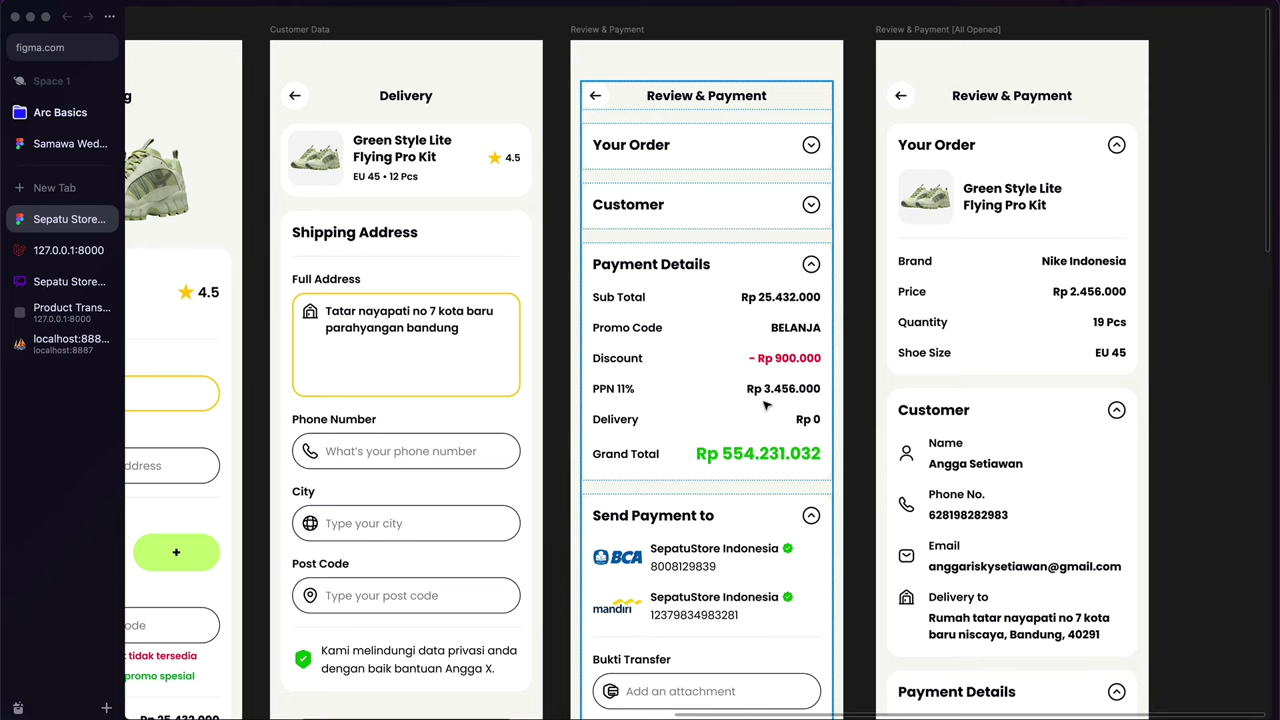 figma.com
Space 1
Arc Basics
Samawa Wed...
New Tab
Sepatu Store...
127.0.0.1:8000
Sepatu Store...
Product Trans...
127.0.0.1:8000
localhost:888...
localhost:8887
g
4.5
ddress
+
ode
tidak tersedia
promo spesial
Rp 25.432.000
Customer Data
Delivery
Green Style Lite
Flying Pro Kit
4.5
EU 45 • 12 Pcs
Shipping Address
Full Address
Tatar nayapati no 7 kota baru
parahyangan bandung
Phone Number
What's your phone number
City
Type your city
Post Code
Type your post code
Kami melindungi data privasi anda
dengan baik bantuan Angga X.
Review & Payment
Review & Payment
Your Order
Customer
Payment Details
Sub Total Rp 25.432.000
Promo Code BELANJA
Discount - Rp 900.000
PPN 11% Rp 3.456.000
Delivery Rp 0
Grand Total Rp 554.231.032
Send Payment to
BCA SepatuStore Indonesia
8008129839
mandiri SepatuStore Indonesia
12379834983281
Bukti Transfer
Add an attachment
Review & Payment [All Opened]
Review & Payment
Your Order
Green Style Lite
Flying Pro Kit
Brand Nike Indonesia
Price Rp 2.456.000
Quantity 19 Pcs
Shoe Size EU 45
Customer
Name
Angga Setiawan
Phone No.
628198282983
Email
anggariskysetiawan@gmail.com
Delivery to
Rumah tatar nayapati no 7 kota
baru niscaya, Bandung, 40291
Payment Details